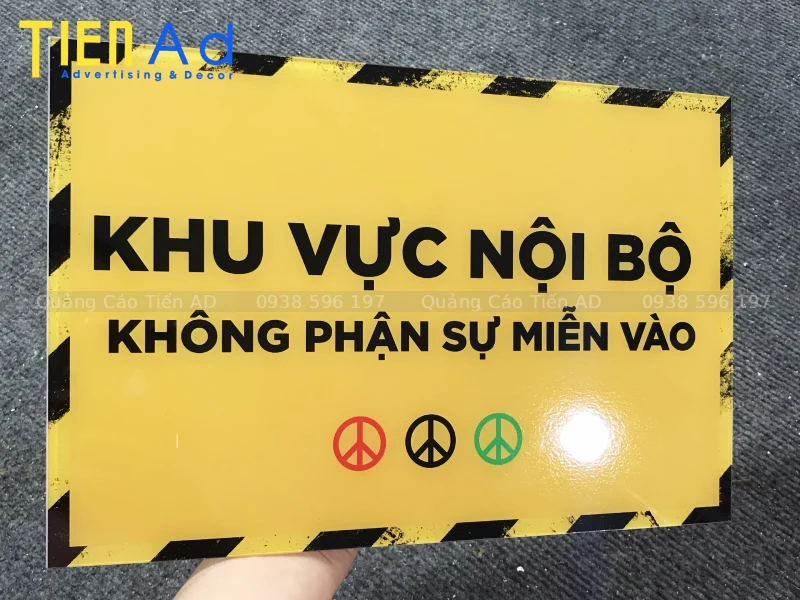 TIEN Ad
Advertising & Decor
KHU VỰC NỘI BỘ
Quảng Cáo Tiến AD 0938 596 197 Quảng Cáo Tiến AD 0938 596 197
KHÔNG PHẬN SỰ MIỄN VÀO